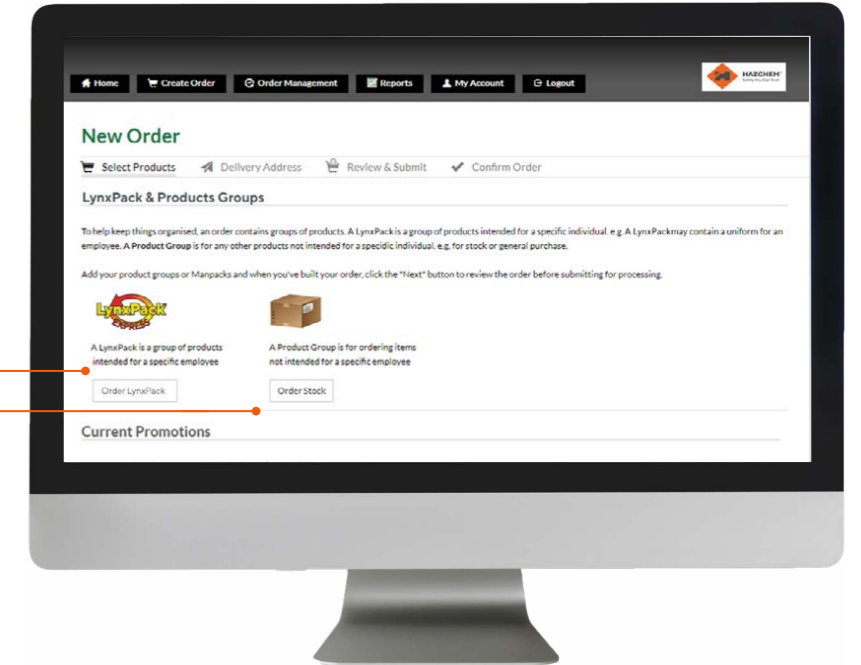 Home Create Order Order Management Reports My Account Logout
HAZCHEM
New Order
Select Products Delivery Address Review & Submit Confirm Order
LynxPack & Products Groups
To help keep things organised, an order contains groups of products. A LynxPack is a group of products intended for a specific individual. e.g. A LynxPackmay contain a uniform for an
employee. A Product Group is for any other products not intended for a specidic individual. e.g. for stock or general purchase.
Add your product groups or Manpacks and when you've built your order, click the "Next" button to review the order before submitting for processing.
LynxPack
EXPRESS
A LynxPack is a group of products
intended for a specific employee
Order LynxPack
A Product Group is for ordering items
not intended for a specific employee
Order Stock
Current Promotions